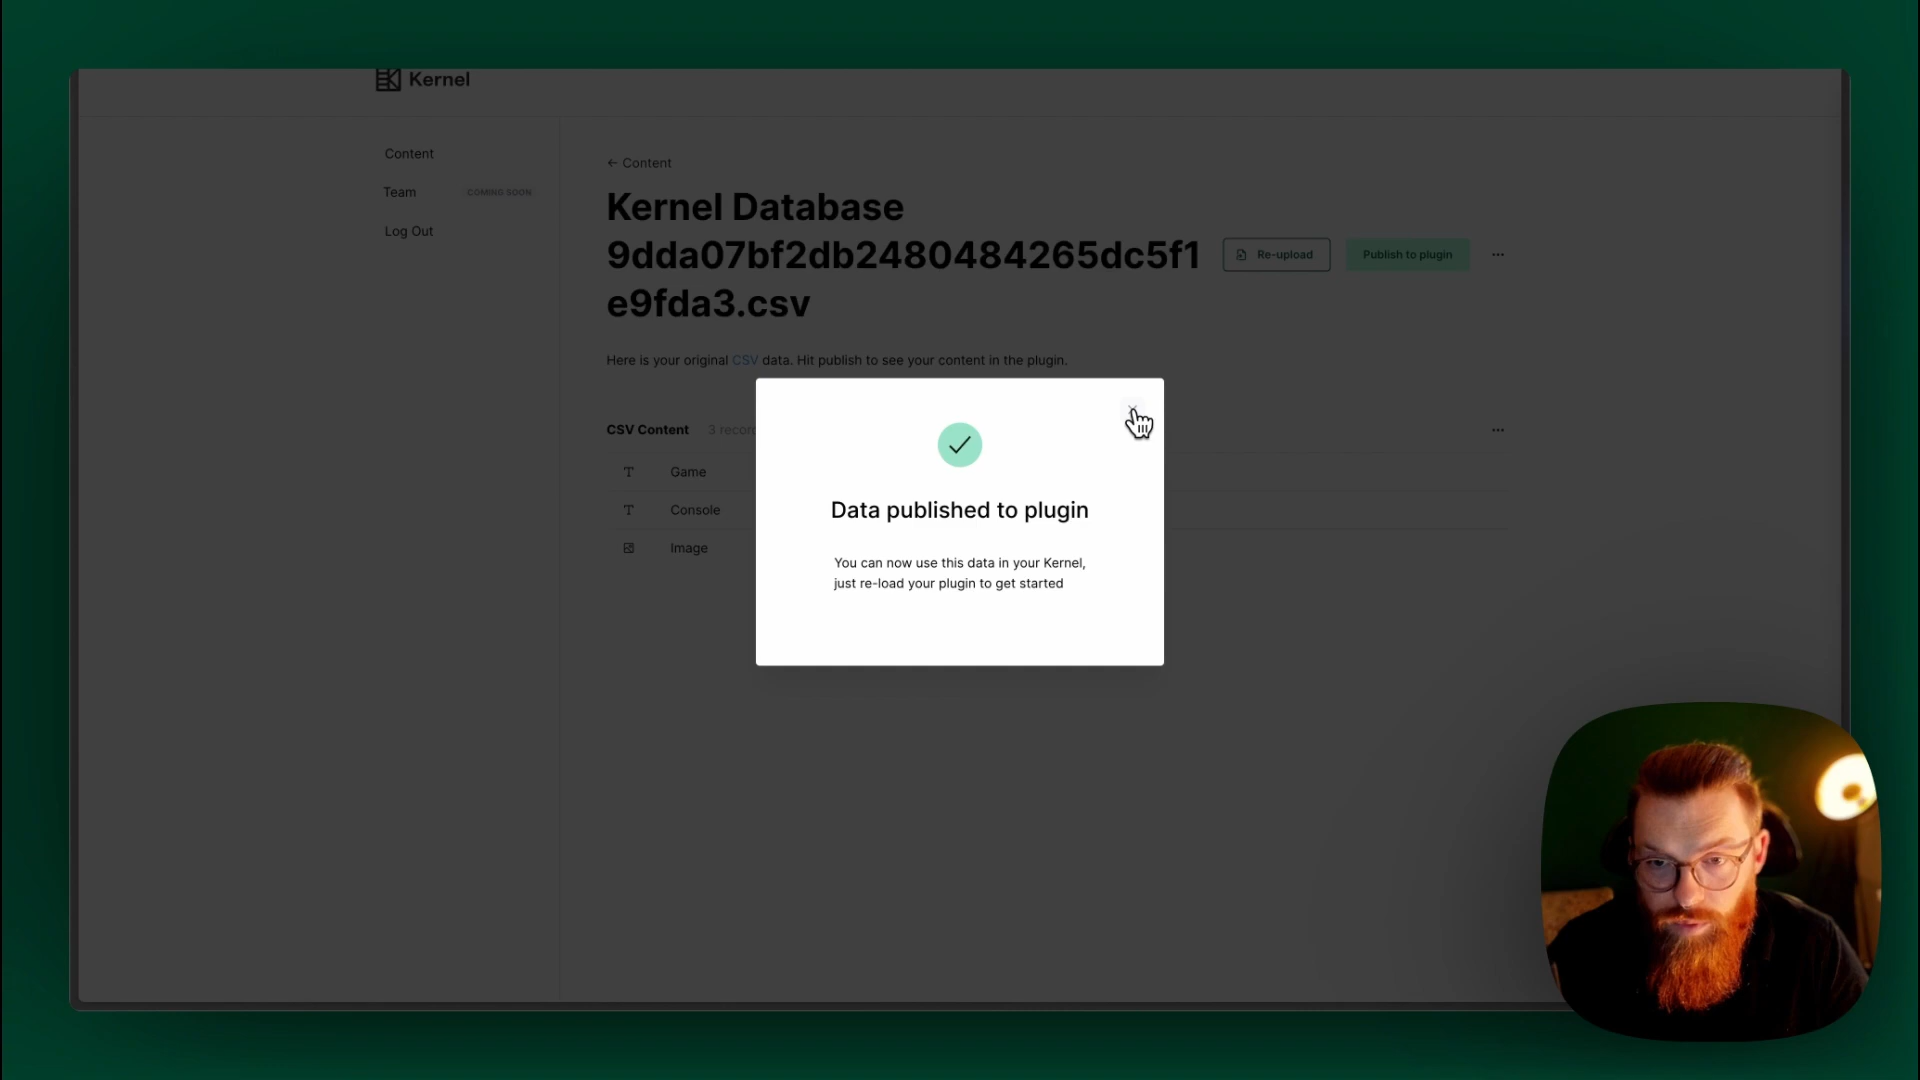 Kernel
Content
Team COMING SOON
Log Out
← Content
Kernel Database
9dda07bf2db2480484265dc5f1
e9fda3.csv
Re-upload
Publish to plugin
Here is your original CSV data. Hit publish to see your content in the plugin.
CSV Content 3
Game
Console
Image
Data published to plugin
You can now use this data in your Kernel,
just re-load your plugin to get started